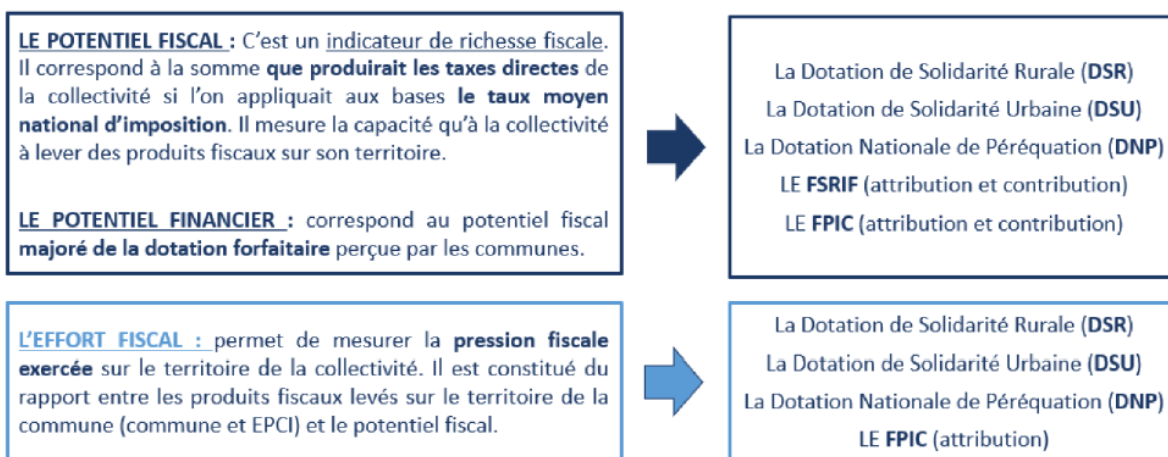 LE POTENTIEL FISCAL : C’est un indicateur de richesse fiscale.
Il correspond à la somme que produirait les taxes directes de
la collectivité si l’on appliquait aux bases le taux moyen
national d’imposition. Il mesure la capacité qu’à la collectivité
à lever des produits fiscaux sur son territoire.
LE POTENTIEL FINANCIER : correspond au potentiel fiscal
majoré de la dotation forfaitaire perçue par les communes.
La Dotation de Solidarité Rurale (DSR)
La Dotation de Solidarité Urbaine (DSU)
La Dotation Nationale de Péréquation (DNP)
LE FSRIF (attribution et contribution)
LE FPIC (attribution et contribution)
L’EFFORT FISCAL : permet de mesurer la pression fiscale
exercée sur le territoire de la collectivité. Il est constitué du
rapport entre les produits fiscaux levés sur le territoire de la
commune (commune et EPCI) et le potentiel fiscal.
La Dotation de Solidarité Rurale (DSR)
La Dotation de Solidarité Urbaine (DSU)
La Dotation Nationale de Péréquation (DNP)
LE FPIC (attribution)